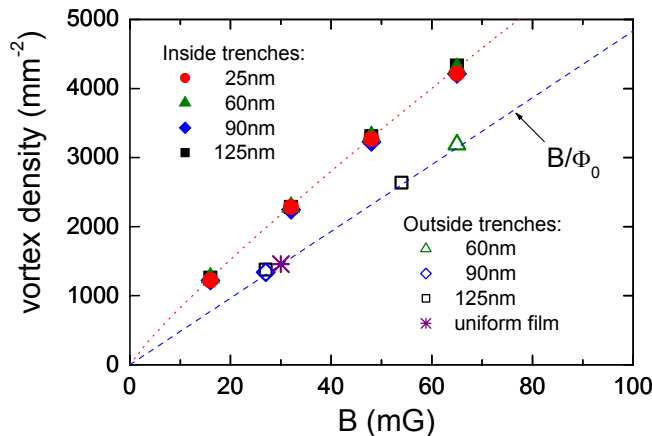 5000
4000
3000
2000
1000
0
vortex density (mm⁻²)
Inside trenches:
25nm
60nm
90nm
125nm
B/Φ₀
Outside trenches:
60nm
90nm
125nm
uniform film
0 20 40 60 80 100
B (mG)